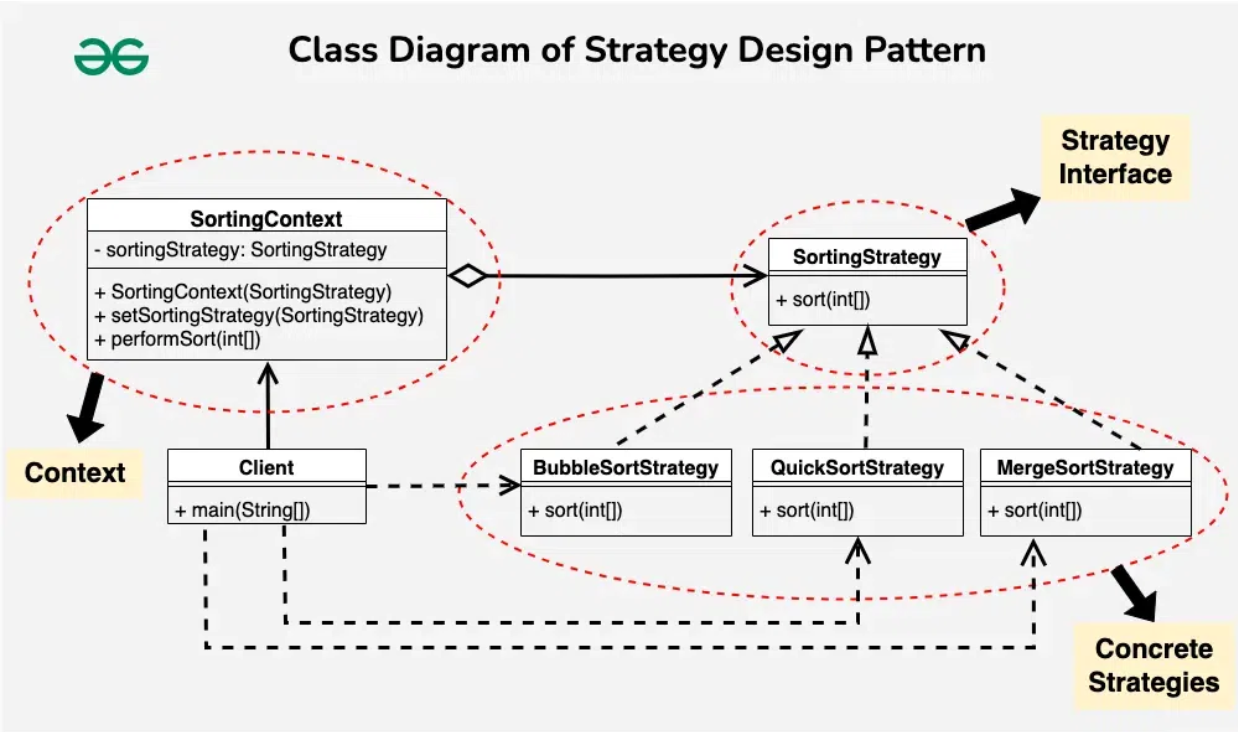 Class Diagram of Strategy Design Pattern
Strategy
Interface
SortingContext
- sortingStrategy: SortingStrategy
+ SortingContext(SortingStrategy)
+ setSortingStrategy(SortingStrategy)
+ performSort(int[])
SortingStrategy
+ sort(int[])
Context
Client
+ main(String[])
BubbleSortStrategy
+ sort(int[])
QuickSortStrategy
+ sort(int[])
MergeSortStrategy
+ sort(int[])
Concrete
Strategies